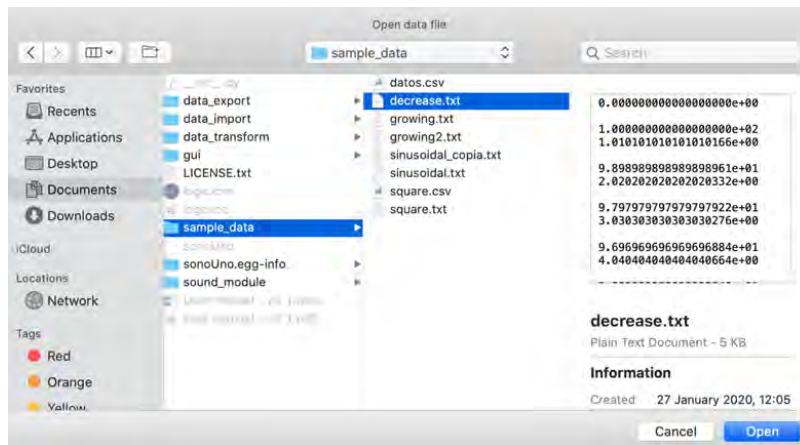 Open data file
sample_data
Search
Favorites
Recents
Applications
Desktop
Documents
Downloads
iCloud
Locations
Network
Tags
Red
Orange
Yellow
data_export
data_import
data_transform
gui
LICENSE.txt
sample_data
sonoUno.egg-info
sound_module
datos.csv
decrease.txt
growing.txt
growing2.txt
sinusoidal_copia.txt
sinusoidal.txt
square.csv
square.txt
0.000000000000000000e+00
1.000000000000000000e+02
1.010101010101010166e+00
9.898989898989898961e+01
2.020202020202020332e+00
9.797979797979797922e+01
3.030303030303030276e+00
9.696969696969696884e+01
4.040404040404040664e+00
decrease.txt
Plain Text Document - 5 KB
Information
Created 27 January 2020, 12:05
Cancel
Open